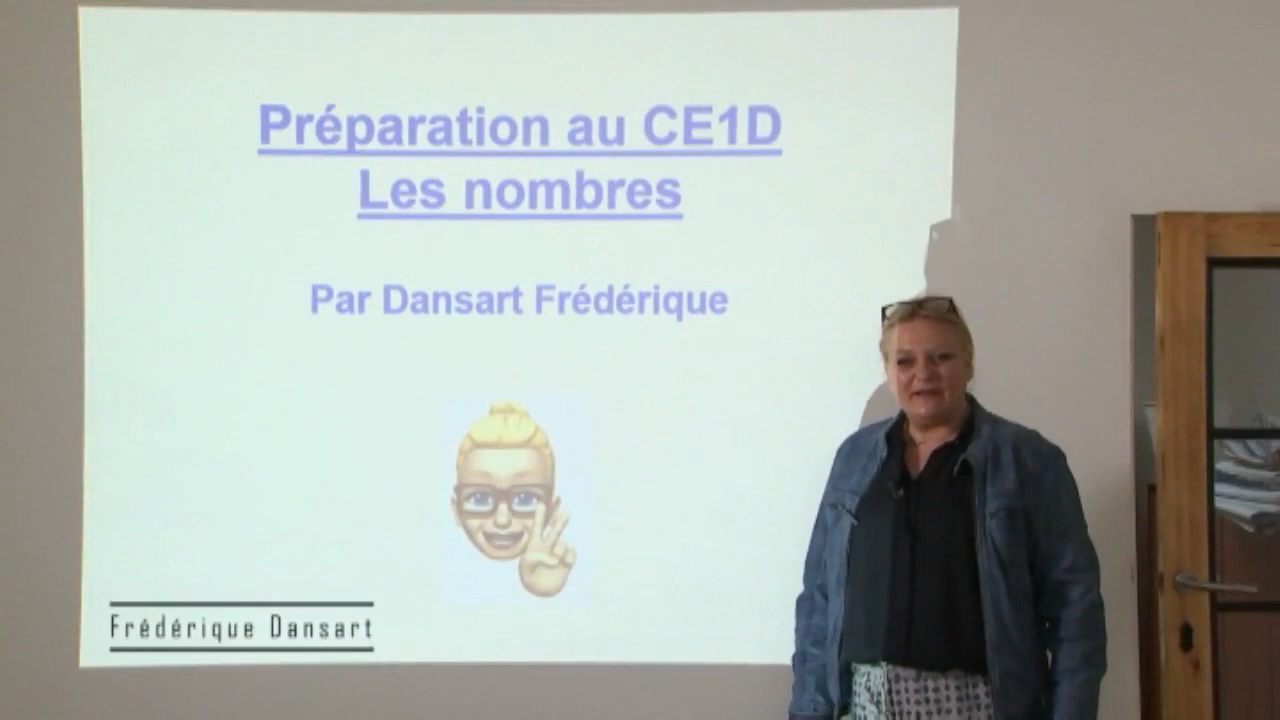 Préparation au CE1D
Les nombres
Par Dansart Frédérique
Frédérique Dansart